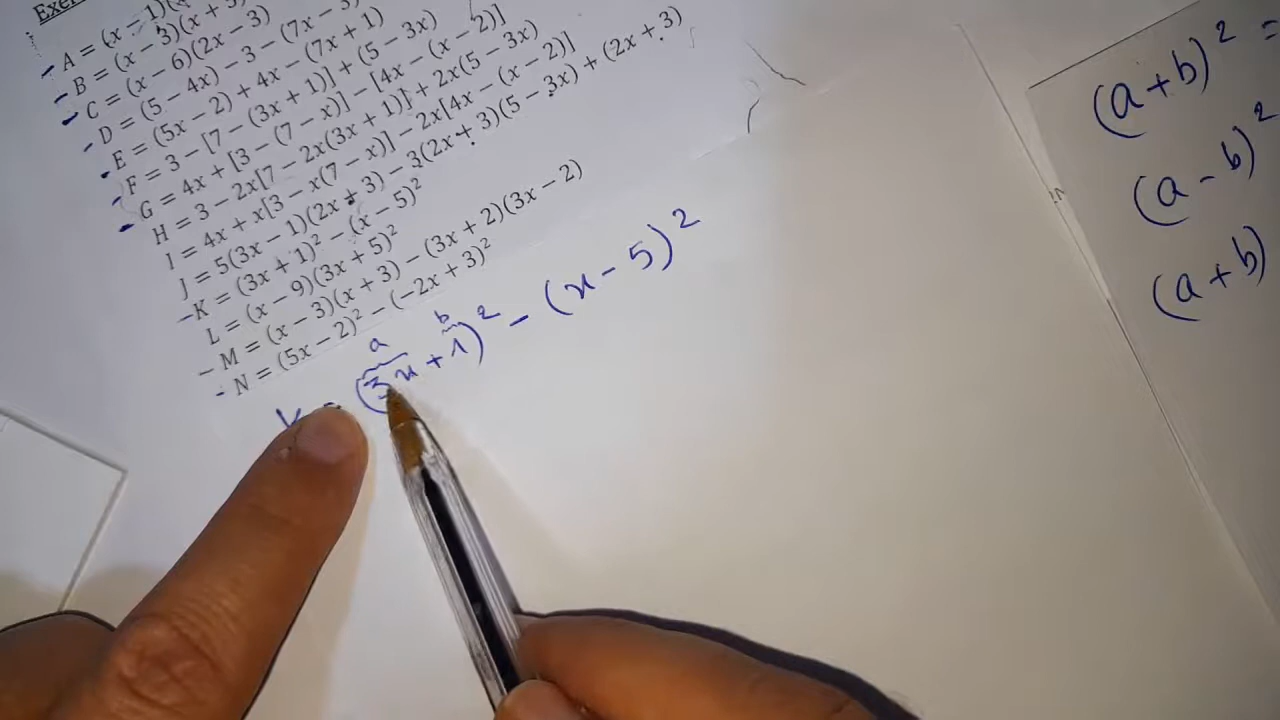 A = (x − 1)(
B = (x − 3)(x + 3
C = (x − 6)(2x − 3)
D = (5 − 4x) − 3 − (7x − 3
E = (5x − 2) + 4x − (7x + 1)
F = 3 − [7 − (3x + 1)] + (5 − 3x)
G = 4x + [3 − (7 − x)] − [4x − (x − 2)]
H = 3 − 2x[7 − 2x(3x + 1)] + 2x(5 − 3x)
I = 4x + x[3 − x(7 − x)] − 2x[4x − (x − 2)]
J = 5(3x − 1)(2x + 3) − 3(2x + 3)(5 − 3x) + (2x + 3)
K = (3x + 1)² − (x − 5)²
L = (x − 9)(3x + 5)²
M = (x − 3)(x + 3) − (3x + 2)(3x − 2)
N = (5x − 2)² − (−2x + 3)²
a b
(3x + 1)² − (x − 5)²
(a + b)² =
(a − b)²
(a + b)